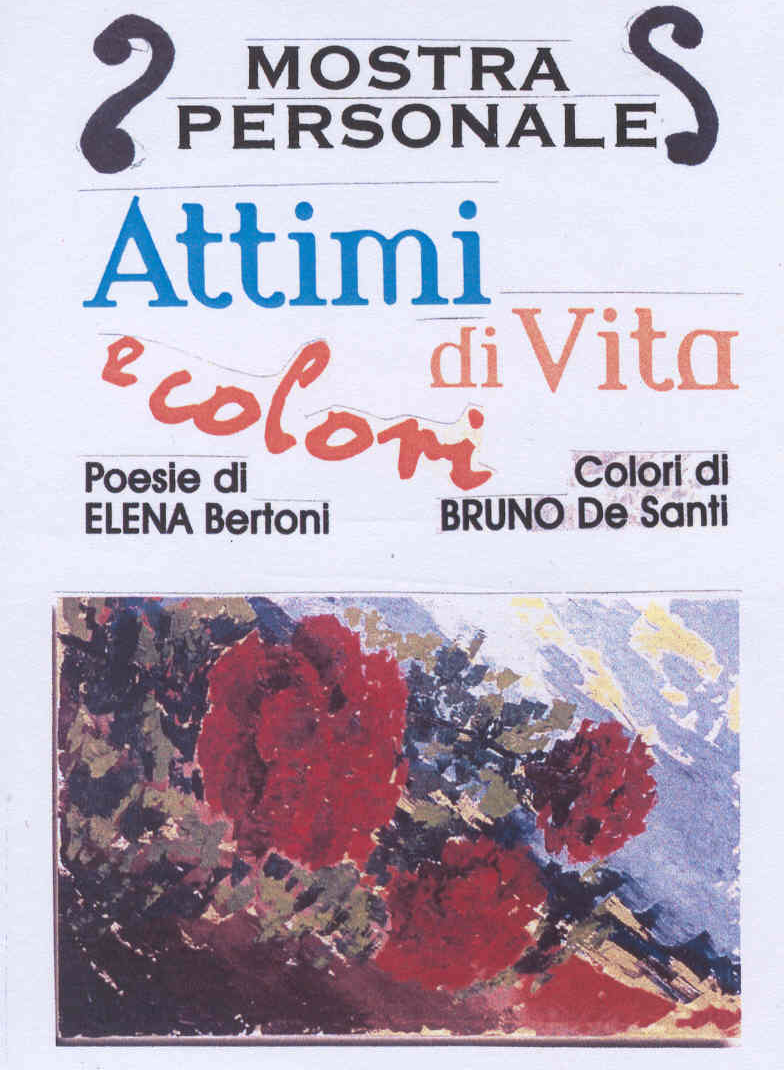 MOSTRA
PERSONALE
Attimi
di Vita
e colori
Poesie di
ELENA Bertoni
Colori di
BRUNO De Santi